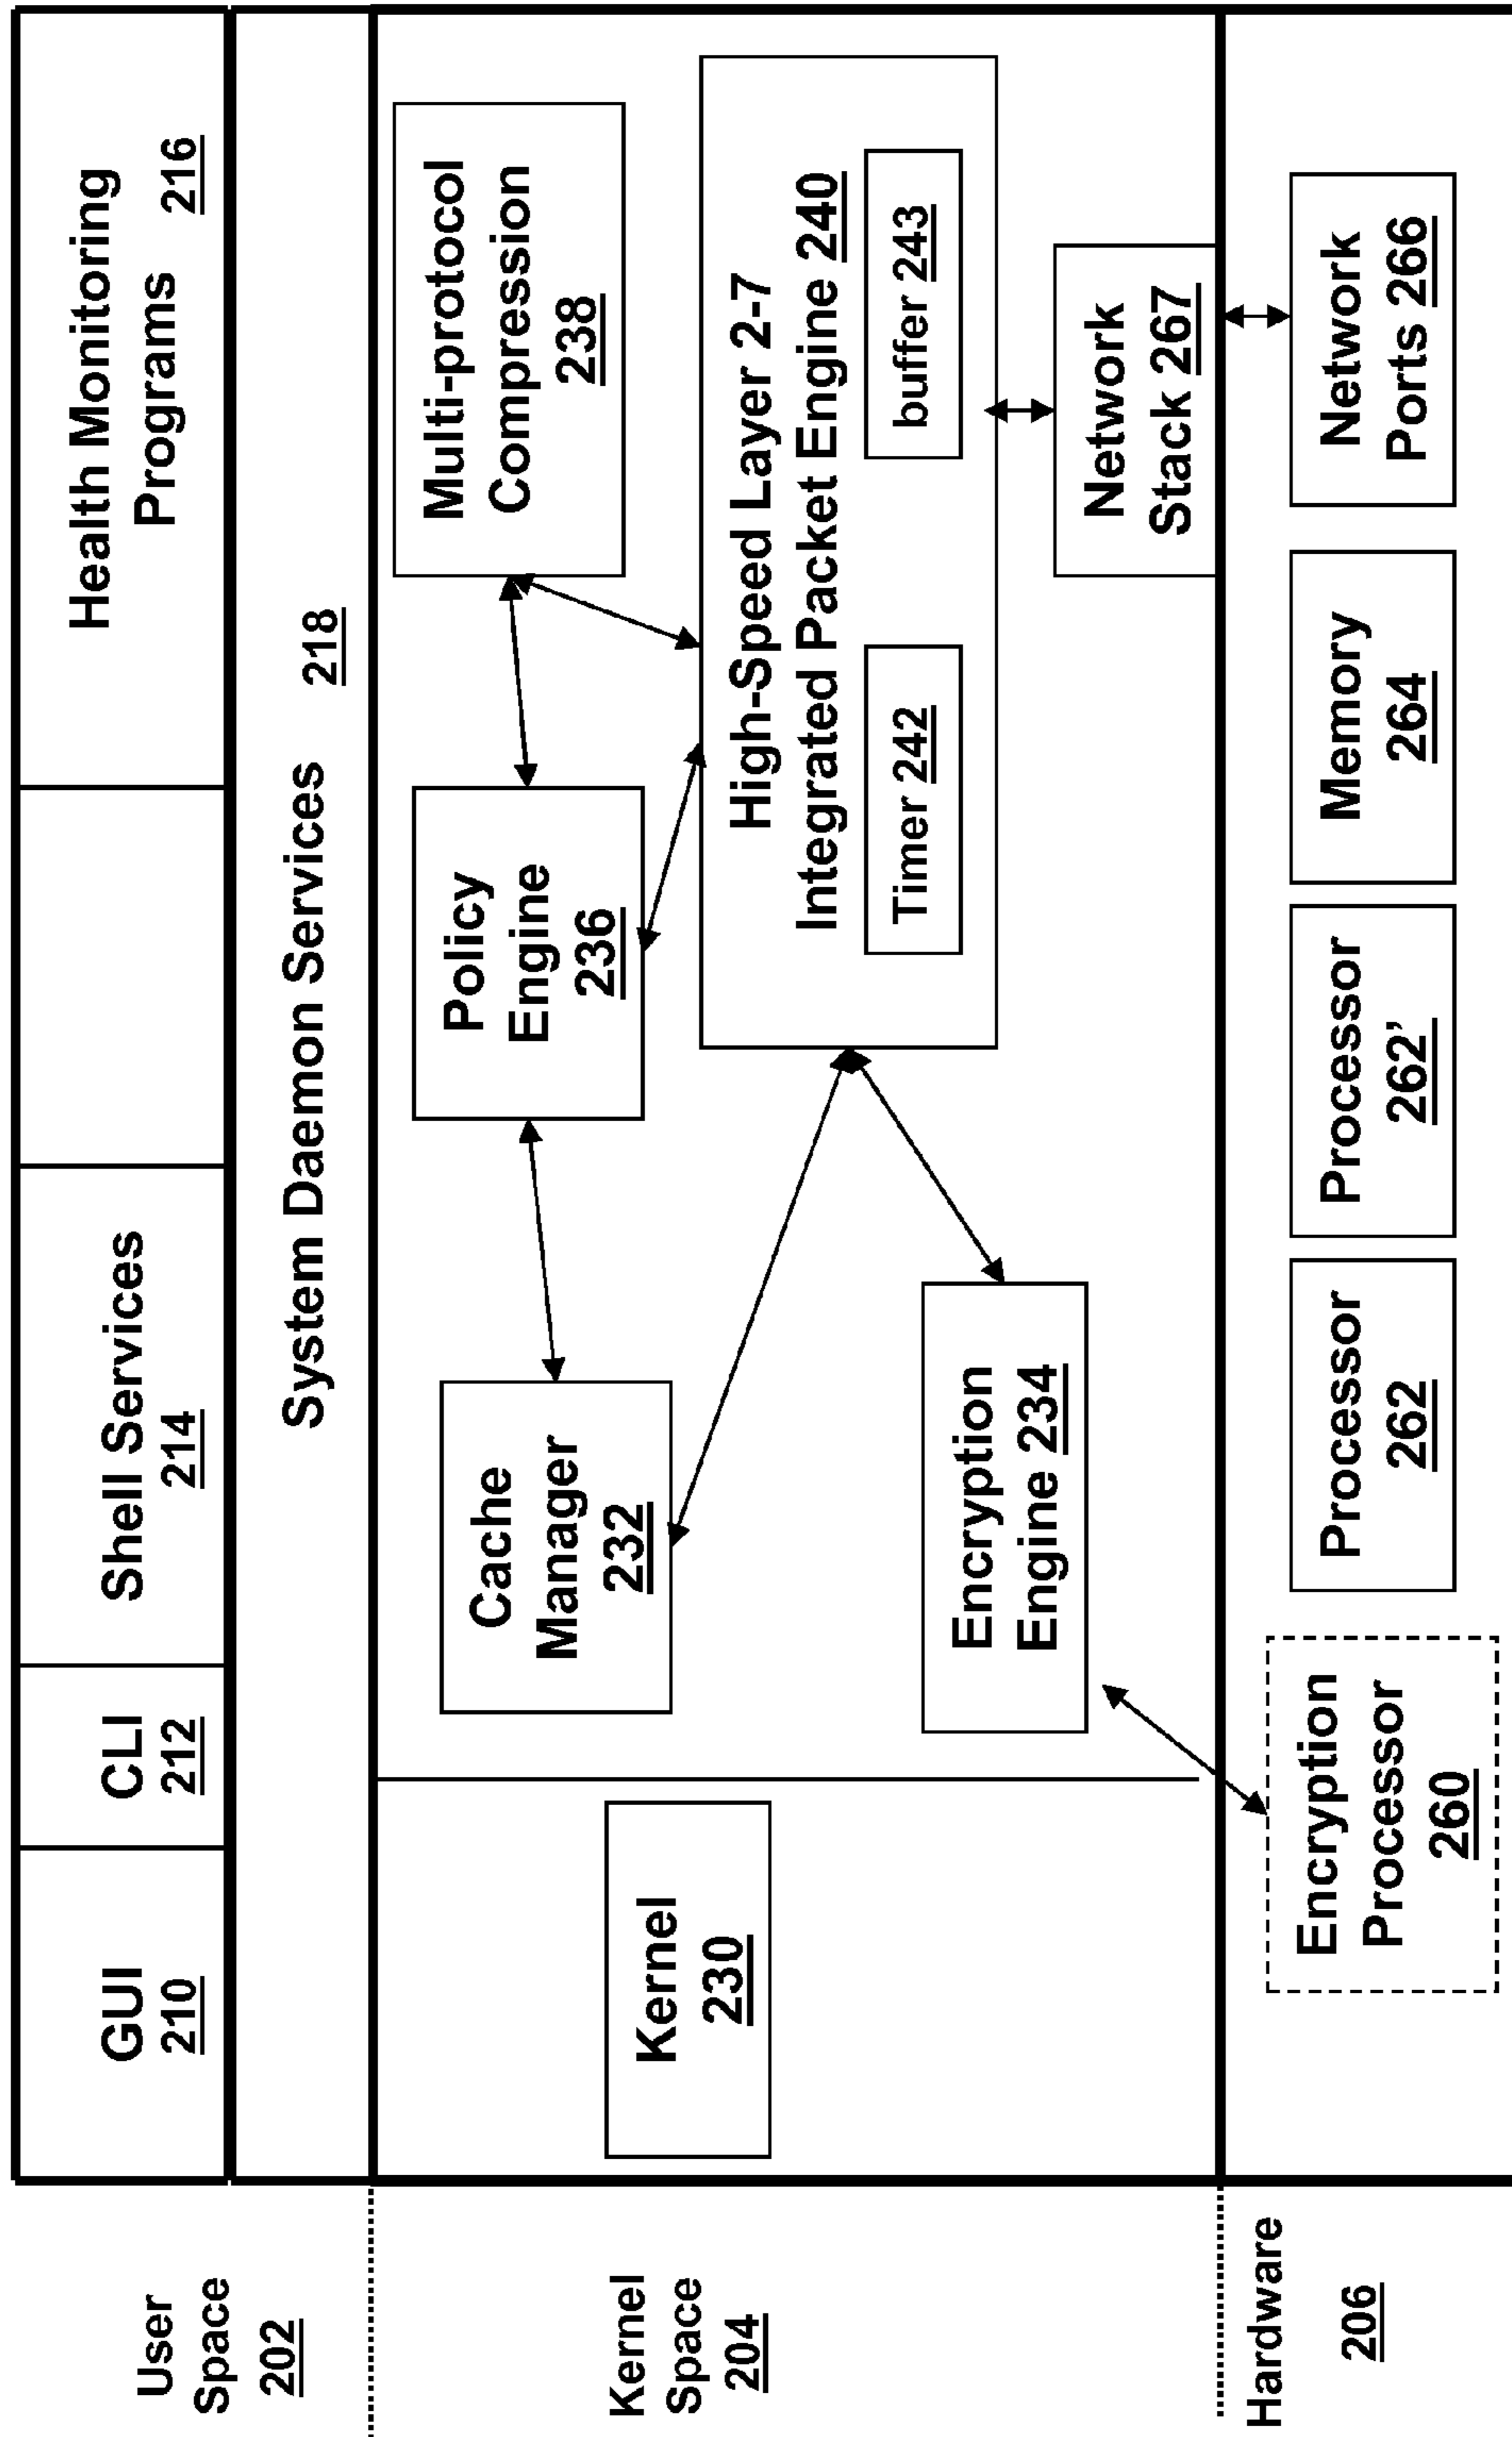 User
Space
202
GUI
210
CLI
212
Shell Services
214
Health Monitoring
Programs 216
System Daemon Services 218
Kernel
Space
204
Kernel
230
Cache
Manager
232
Policy
Engine
236
Multi-protocol
Compression
238
High-Speed Layer 2-7
Integrated Packet Engine 240
Timer 242
buffer 243
Encryption
Engine 234
Network
Stack 267
Hardware
206
Encryption
Processor
260
Processor
262
Processor
262’
Memory
264
Network
Ports 266